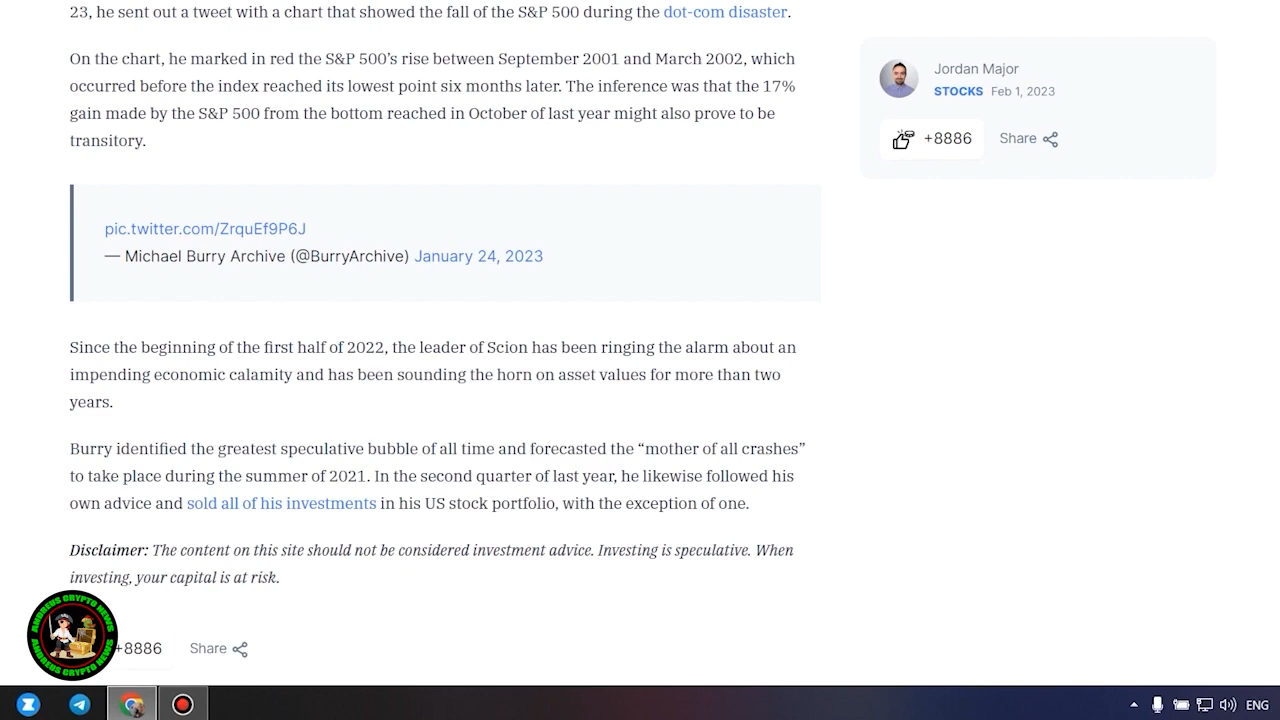 23, he sent out a tweet with a chart that showed the fall of the S&P 500 during the dot-com disaster.
On the chart, he marked in red the S&P 500’s rise between September 2001 and March 2002, which
occurred before the index reached its lowest point six months later. The inference was that the 17%
gain made by the S&P 500 from the bottom reached in October of last year might also prove to be
transitory.
pic.twitter.com/ZrquEf9P6J
— Michael Burry Archive (@BurryArchive) January 24, 2023
Since the beginning of the first half of 2022, the leader of Scion has been ringing the alarm about an
impending economic calamity and has been sounding the horn on asset values for more than two
years.
Burry identified the greatest speculative bubble of all time and forecasted the “mother of all crashes”
to take place during the summer of 2021. In the second quarter of last year, he likewise followed his
own advice and sold all of his investments in his US stock portfolio, with the exception of one.
Disclaimer: The content on this site should not be considered investment advice. Investing is speculative. When
investing, your capital is at risk.
+8886 Share
Jordan Major
STOCKS Feb 1, 2023
+8886 Share
ANDREUS CRYPTO NEWS
ANDREUS CRYPTO NEWS
ENG